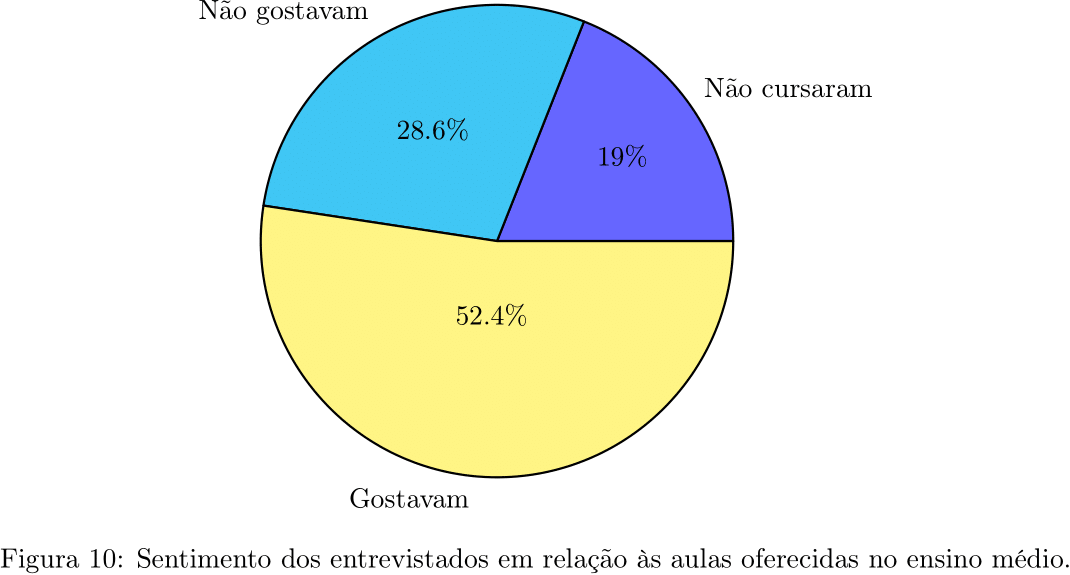 Não gostavam
Não cursaram
28.6%
19%
52.4%
Gostavam
Figura 10: Sentimento dos entrevistados em relação às aulas oferecidas no ensino médio.